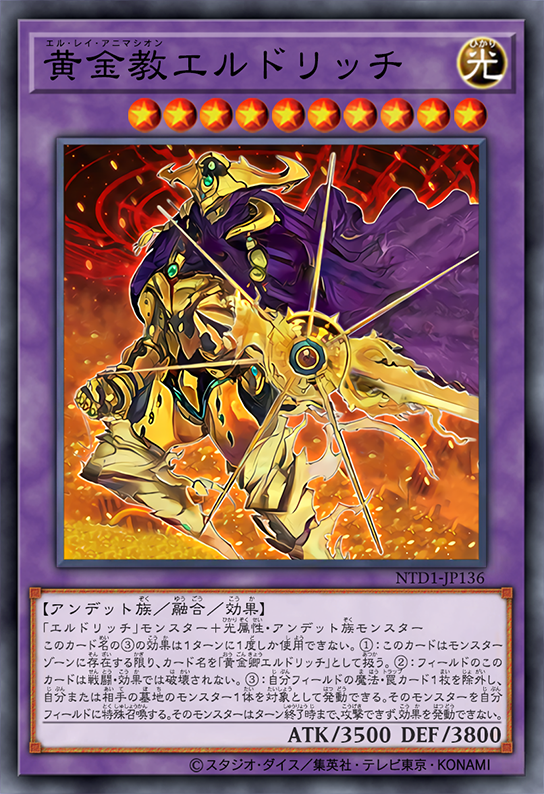 エル・レイ・アニマシオン
黄金教エルドリッチ
ひかり
光
NTD1-JP136
【アンデット族／融合／効果】
「エルドリッチ」モンスター＋光属性・アンデット族モンスター
このカード名の③の効果は1ターンに1度しか使用できない。①：このカードはモンスター
ゾーンに存在する限り、カード名を「黄金卿エルドリッチ」として扱う。②：フィールドのこの
カードは戦闘・効果では破壊されない。③：自分フィールドの魔法・罠カード1枚を除外し、
自分または相手の墓地のモンスター1体を対象として発動できる。そのモンスターを自分
フィールドに特殊召喚する。そのモンスターはターン終了時まで、攻撃できず、効果を発動できない。
ATK/3500 DEF/3800
©スタジオ・ダイス／集英社・テレビ東京・KONAMI